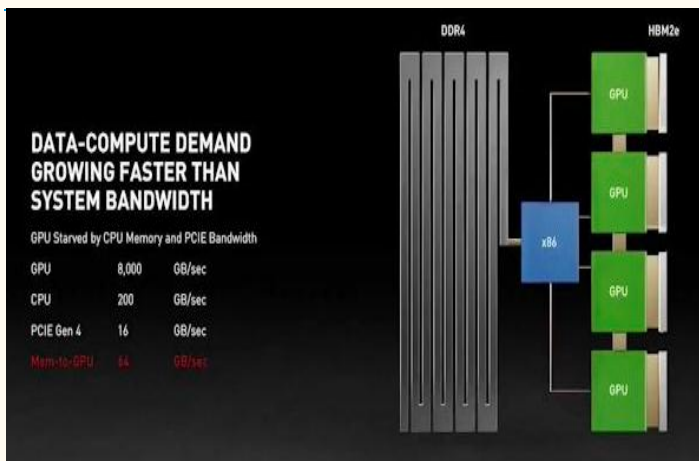 DDR4
HBM2e
DATA-COMPUTE DEMAND
GROWING FASTER THAN
SYSTEM BANDWIDTH
GPU Starved by CPU Memory and PCIE Bandwidth
GPU 8,000 GB/sec
CPU 200 GB/sec
PCIE Gen 4 16 GB/sec
Mem-to-GPU 64 GB/sec
x86
GPU
GPU
GPU
GPU